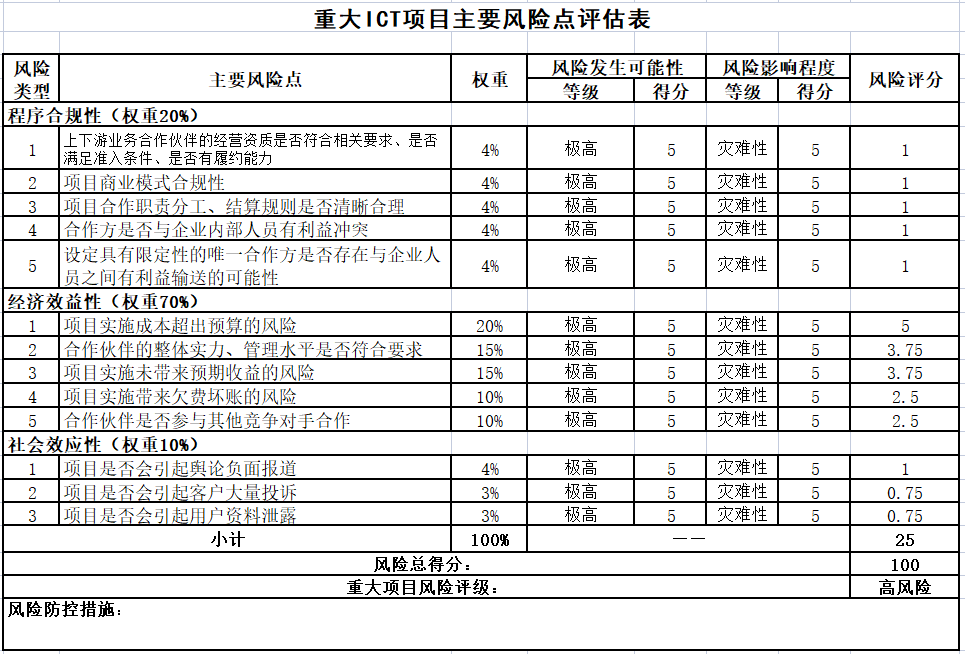 重大ICT项目主要风险点评估表
风险类型 主要风险点 权重 风险发生可能性 风险影响程度 风险评分
等级 得分 等级 得分
程序合规性（权重20%）
1 上下游业务合作伙伴的经营资质是否符合相关要求、是否
满足准入条件、是否有履约能力 4% 极高 5 灾难性 5 1
2 项目商业模式合规性 4% 极高 5 灾难性 5 1
3 项目合作职责分工、结算规则是否清晰合理 4% 极高 5 灾难性 5 1
4 合作方是否与企业内部人员有利益冲突 4% 极高 5 灾难性 5 1
5 设定具有限定性的唯一合作方是否存在与企业人
员之间有利益输送的可能性 4% 极高 5 灾难性 5 1
经济效益性（权重70%）
1 项目实施成本超出预算的风险 20% 极高 5 灾难性 5 5
2 合作伙伴的整体实力、管理水平是否符合要求 15% 极高 5 灾难性 5 3.75
3 项目实施未带来预期收益的风险 15% 极高 5 灾难性 5 3.75
4 项目实施带来欠费坏账的风险 10% 极高 5 灾难性 5 2.5
5 合作伙伴是否参与其他竞争对手合作 10% 极高 5 灾难性 5 2.5
社会效应性（权重10%）
1 项目是否会引起舆论负面报道 4% 极高 5 灾难性 5 1
2 项目是否会引起客户大量投诉 3% 极高 5 灾难性 5 0.75
3 项目是否会引起用户资料泄露 3% 极高 5 灾难性 5 0.75
小计 100% —— 25
风险总得分： 100
重大项目风险评级： 高风险
风险防控措施：